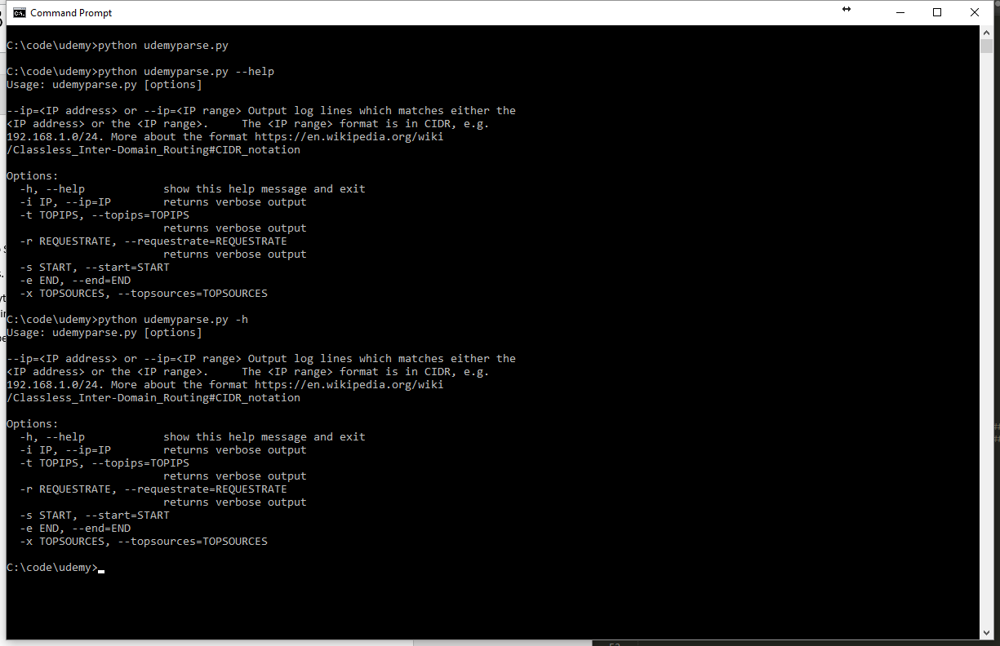 Command Prompt
C:\code\udemy>python udemyparse.py
C:\code\udemy>python udemyparse.py --help
Usage: udemyparse.py [options]
--ip=<IP address> or --ip=<IP range> Output log lines which matches either the
<IP address> or the <IP range>.     The <IP range> format is in CIDR, e.g.
192.168.1.0/24. More about the format https://en.wikipedia.org/wiki
/Classless_Inter-Domain_Routing#CIDR_notation
Options:
  -h, --help            show this help message and exit
  -i IP, --ip=IP        returns verbose output
  -t TOPIPS, --topips=TOPIPS
                        returns verbose output
  -r REQUESTRATE, --requestrate=REQUESTRATE
                        returns verbose output
  -s START, --start=START
  -e END, --end=END
  -x TOPSOURCES, --topsources=TOPSOURCES
C:\code\udemy>python udemyparse.py -h
Usage: udemyparse.py [options]
--ip=<IP address> or --ip=<IP range> Output log lines which matches either the
<IP address> or the <IP range>.     The <IP range> format is in CIDR, e.g.
192.168.1.0/24. More about the format https://en.wikipedia.org/wiki
/Classless_Inter-Domain_Routing#CIDR_notation
Options:
  -h, --help            show this help message and exit
  -i IP, --ip=IP        returns verbose output
  -t TOPIPS, --topips=TOPIPS
                        returns verbose output
  -r REQUESTRATE, --requestrate=REQUESTRATE
                        returns verbose output
  -s START, --start=START
  -e END, --end=END
  -x TOPSOURCES, --topsources=TOPSOURCES
C:\code\udemy>